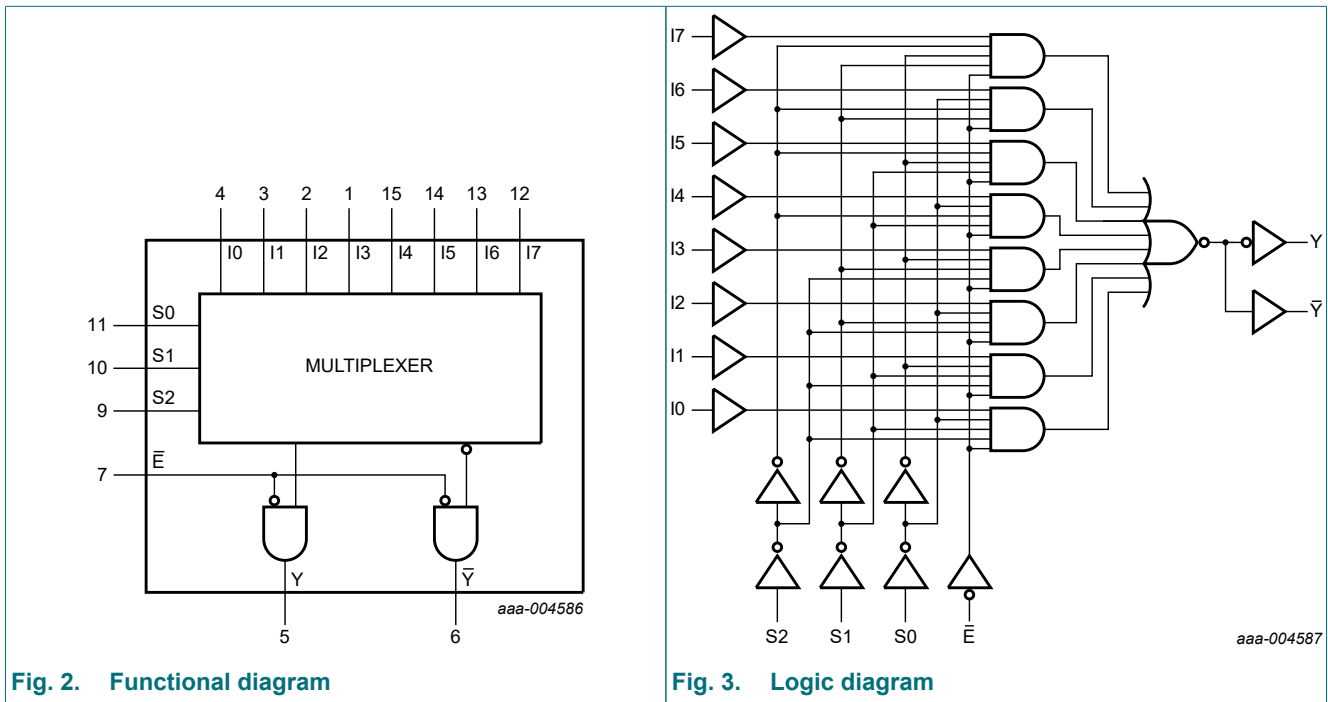 4 3 2 1 15 14 13 12
I0 I1 I2 I3 I4 I5 I6 I7
11 S0
10 S1
9 S2
MULTIPLEXER
7 E̅
Y Y̅
5 6
aaa-004586
Fig. 2. Functional diagram
I7
I6
I5
I4
I3
I2
I1
I0
Y
Y̅
S2 S1 S0 E̅
aaa-004587
Fig. 3. Logic diagram